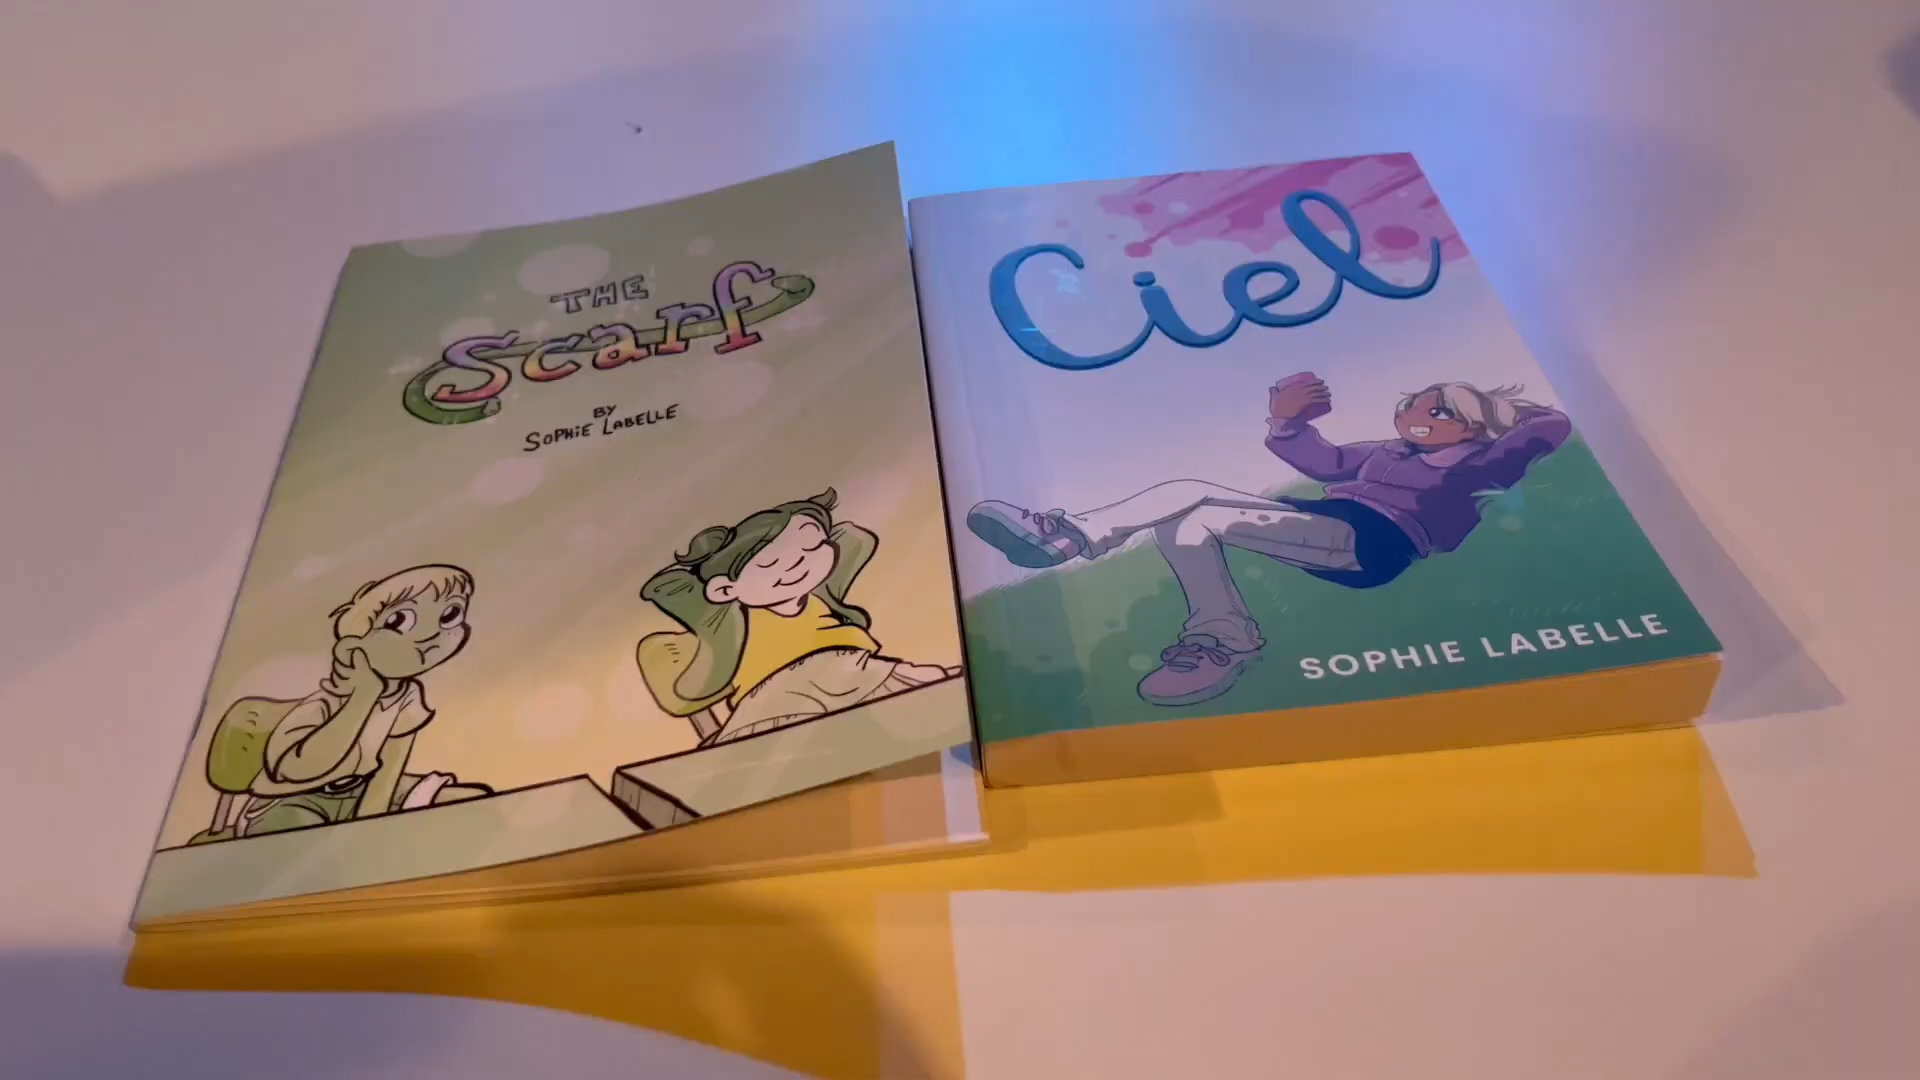 THE
Scarf
BY
SOPHiE LABELLE
Ciel
SOPHIE LABELLE